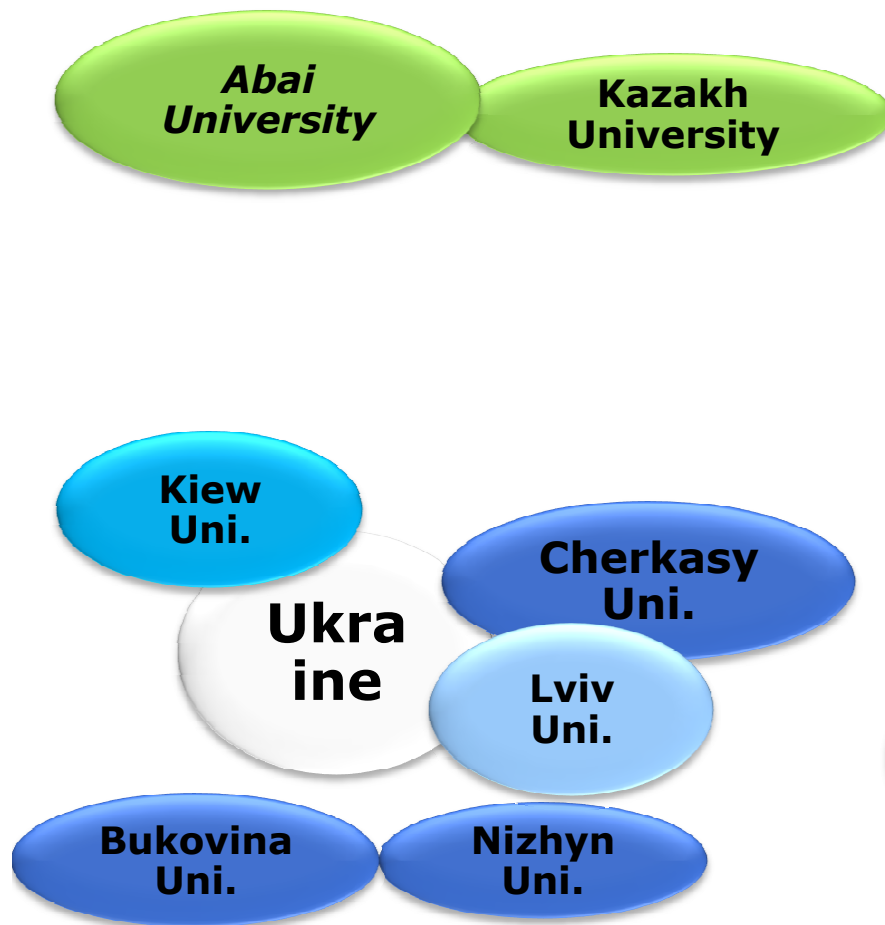 Abai
University
Kazakh
University
Kiew
Uni.
Cherkasy
Uni.
Ukra
ine
Lviv
Uni.
Bukovina
Uni.
Nizhyn
Uni.